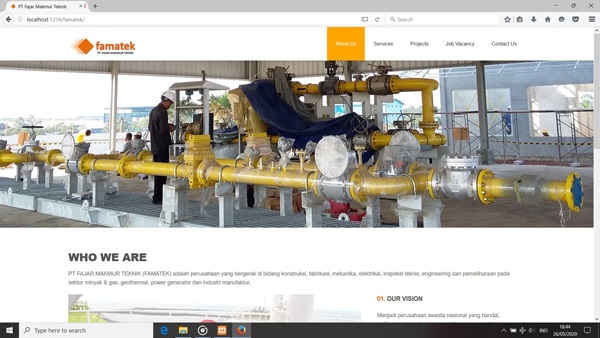 PT Fajar Makmur Teknik
localhost:1234/famatek/
Search
famatek
PT. FAJAR MAKMUR TEKNIK
About Us
Services
Projects
Job Vacancy
Contact Us
WHO WE ARE
PT FAJAR MAKMUR TEKNIK (FAMATEK) adalah perusahaan yang bergerak di bidang konstruksi, fabrikasi, mekanika, elektrikal, inspeksi teknis, engineering dan pemeliharaan pada
sektor minyak & gas, geothermal, power generator dan industri manufaktur.
01. OUR VISION
Menjadi perusahaan swasta nasional yang handal,
Type here to search
IND
18.44
26/05/2020